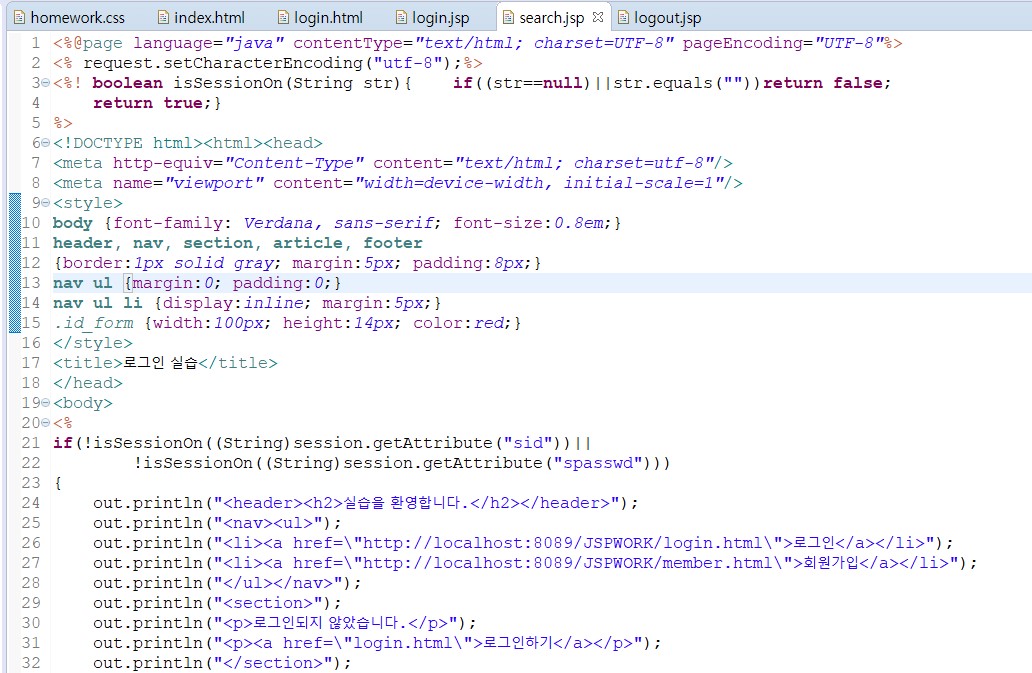 homework.css index.html login.html login.jsp search.jsp logout.jsp
1 <%@page language="java" contentType="text/html; charset=UTF-8" pageEncoding="UTF-8"%>
2 <% request.setCharacterEncoding("utf-8");%>
3 <%! boolean isSessionOn(String str){    if((str==null)||str.equals(""))return false;
4     return true;}
5 %>
6 <!DOCTYPE html><html><head>
7 <meta http-equiv="Content-Type" content="text/html; charset=utf-8"/>
8 <meta name="viewport" content="width=device-width, initial-scale=1"/>
9 <style>
10 body {font-family: Verdana, sans-serif; font-size:0.8em;}
11 header, nav, section, article, footer
12 {border:1px solid gray; margin:5px; padding:8px;}
13 nav ul {margin:0; padding:0;}
14 nav ul li {display:inline; margin:5px;}
15 .id_form {width:100px; height:14px; color:red;}
16 </style>
17 <title>로그인 실습</title>
18 </head>
19 <body>
20 <%
21 if(!isSessionOn((String)session.getAttribute("sid"))||
22         !isSessionOn((String)session.getAttribute("spasswd")))
23 {
24     out.println("<header><h2>실습을 환영합니다.</h2></header>");
25     out.println("<nav><ul>");
26     out.println("<li><a href=\"http://localhost:8089/JSPWORK/login.html\">로그인</a></li>");
27     out.println("<li><a href=\"http://localhost:8089/JSPWORK/member.html\">회원가입</a></li>");
28     out.println("</ul></nav>");
29     out.println("<section>");
30     out.println("<p>로그인되지 않았습니다.</p>");
31     out.println("<p><a href=\"login.html\">로그인하기</a></p>");
32     out.println("</section>");